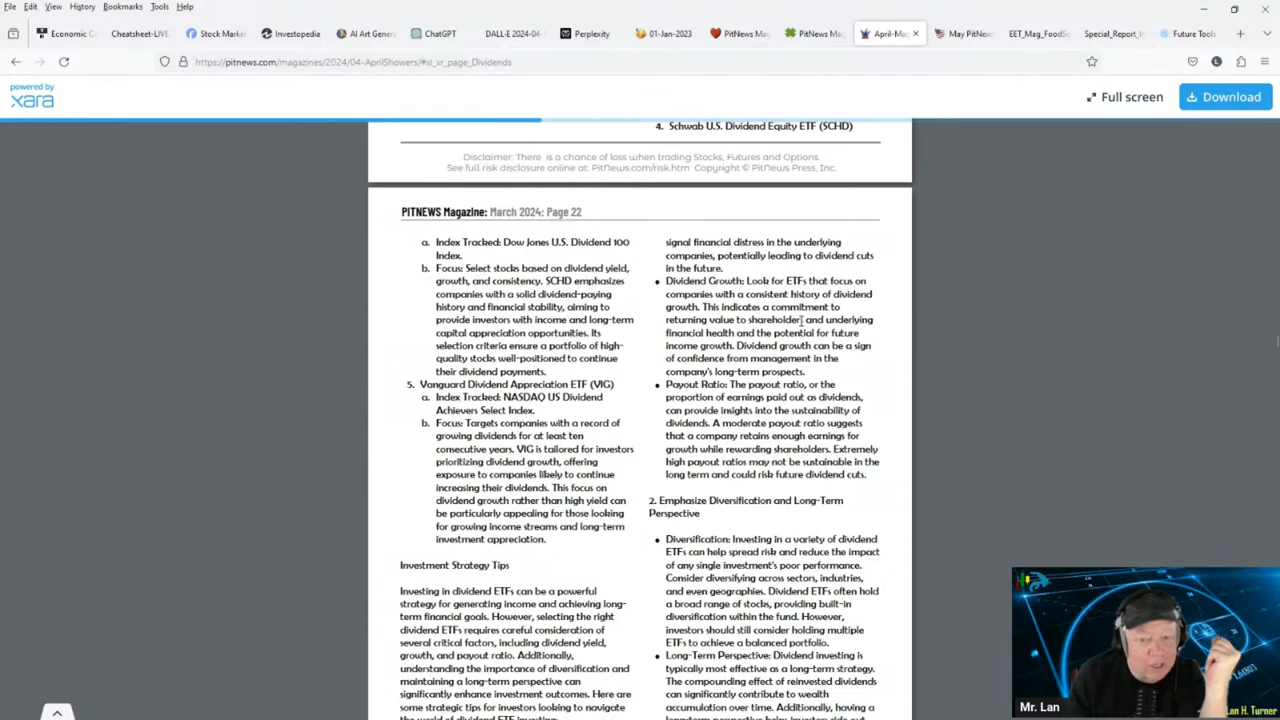 File Edit View History Bookmarks Tools Help
Economic C
Cheatsheet-LIVE
Stock Market
Investopedia
AI Art Gener
ChatGPT
DALL-E 2024-04-
Perplexity
01-Jan-2023
PitNews Ma
PitNews Ma
April-Mag
May PitNew
EET_Mag_FoodS
Special_Report_In
Future Tools
https://pitnews.com/magazines/2024/04-AprilShowers/#xl_xr_page_Dividends
powered by
xara
Full screen
Download
4. Schwab U.S. Dividend Equity ETF (SCHD)
Disclaimer: There is a chance of loss when trading Stocks, Futures and Options.
See full risk disclosure online at: PitNews.com/risk.htm Copyright © PitNews Press, Inc.
PITNEWS Magazine: March 2024: Page 22
a. Index Tracked: Dow Jones U.S. Dividend 100
Index.
b. Focus: Select stocks based on dividend yield,
growth, and consistency. SCHD emphasizes
companies with a solid dividend-paying
history and financial stability, aiming to
provide investors with income and long-term
capital appreciation opportunities. Its
selection criteria ensure a portfolio of high-
quality stocks well-positioned to continue
their dividend payments.
5. Vanguard Dividend Appreciation ETF (VIG)
a. Index Tracked: NASDAQ US Dividend
Achievers Select Index.
b. Focus: Targets companies with a record of
growing dividends for at least ten
consecutive years. VIG is tailored for investors
prioritizing dividend growth, offering
exposure to companies likely to continue
increasing their dividends. This focus on
dividend growth rather than high yield can
be particularly appealing for those looking
for growing income streams and long-term
investment appreciation.
Investment Strategy Tips
Investing in dividend ETFs can be a powerful
strategy for generating income and achieving long-
term financial goals. However, selecting the right
dividend ETFs requires careful consideration of
several critical factors, including dividend yield,
growth, and payout ratio. Additionally,
understanding the importance of diversification and
maintaining a long-term perspective can
significantly enhance investment outcomes. Here are
some strategic tips for investors looking to navigate
the world of dividend ETF investing:
signal financial distress in the underlying
companies, potentially leading to dividend cuts
in the future.
• Dividend Growth: Look for ETFs that focus on
companies with a consistent history of dividend
growth. This indicates a commitment to
returning value to shareholders and underlying
financial health and the potential for future
income growth. Dividend growth can be a sign
of confidence from management in the
company's long-term prospects.
• Payout Ratio: The payout ratio, or the
proportion of earnings paid out as dividends,
can provide insights into the sustainability of
dividends. A moderate payout ratio suggests
that a company retains enough earnings for
growth while rewarding shareholders. Extremely
high payout ratios may not be sustainable in the
long term and could risk future dividend cuts.
2. Emphasize Diversification and Long-Term
Perspective
• Diversification: Investing in a variety of dividend
ETFs can help spread risk and reduce the impact
of any single investment's poor performance.
Consider diversifying across sectors, industries,
and even geographies. Dividend ETFs often hold
a broad range of stocks, providing built-in
diversification within the fund. However,
investors should still consider holding multiple
ETFs to achieve a balanced portfolio.
• Long-Term Perspective: Dividend investing is
typically most effective as a long-term strategy.
The compounding effect of reinvested dividends
can significantly contribute to wealth
accumulation over time. Additionally, having a
long-term perspective helps investors ride out
Mr. Lan
Lan H. Turner